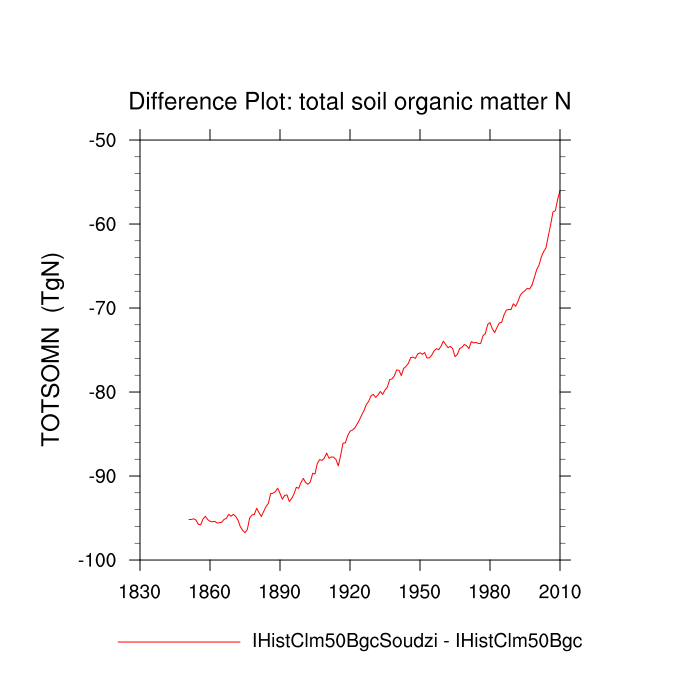 Difference Plot: total soil organic matter N
TOTSOMN (TgN)
-50
-60
-70
-80
-90
-100
1830 1860 1890 1920 1950 1980 2010
IHistClm50BgcSoudzi - IHistClm50Bgc